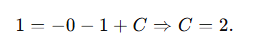 1 = −0 − 1 + C ⇒ C = 2.